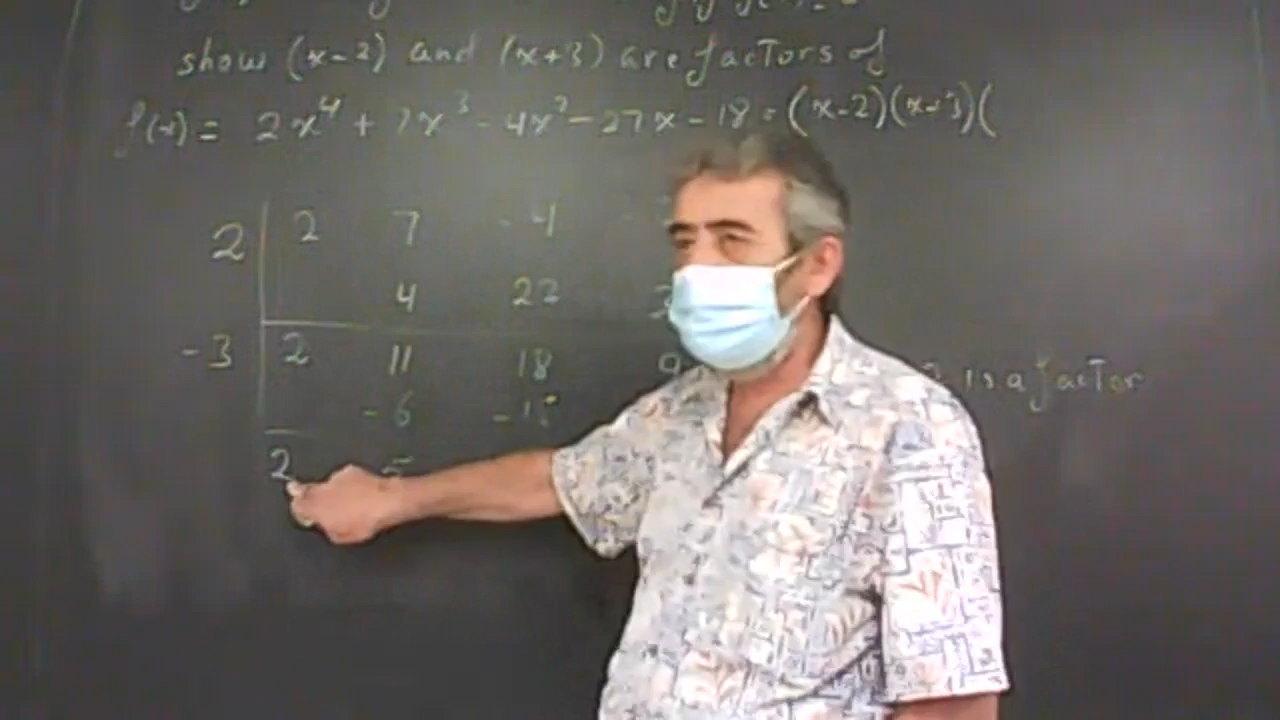 show (x-2) and (x+3) are factors of
f(x) = 2x⁴ + 7x³ - 4x² - 27x - 18 = (x-2)(x+3)(
2 2 7 -4
4 22
-3 2 11 18 9
-6 -15
2 5
is a factor